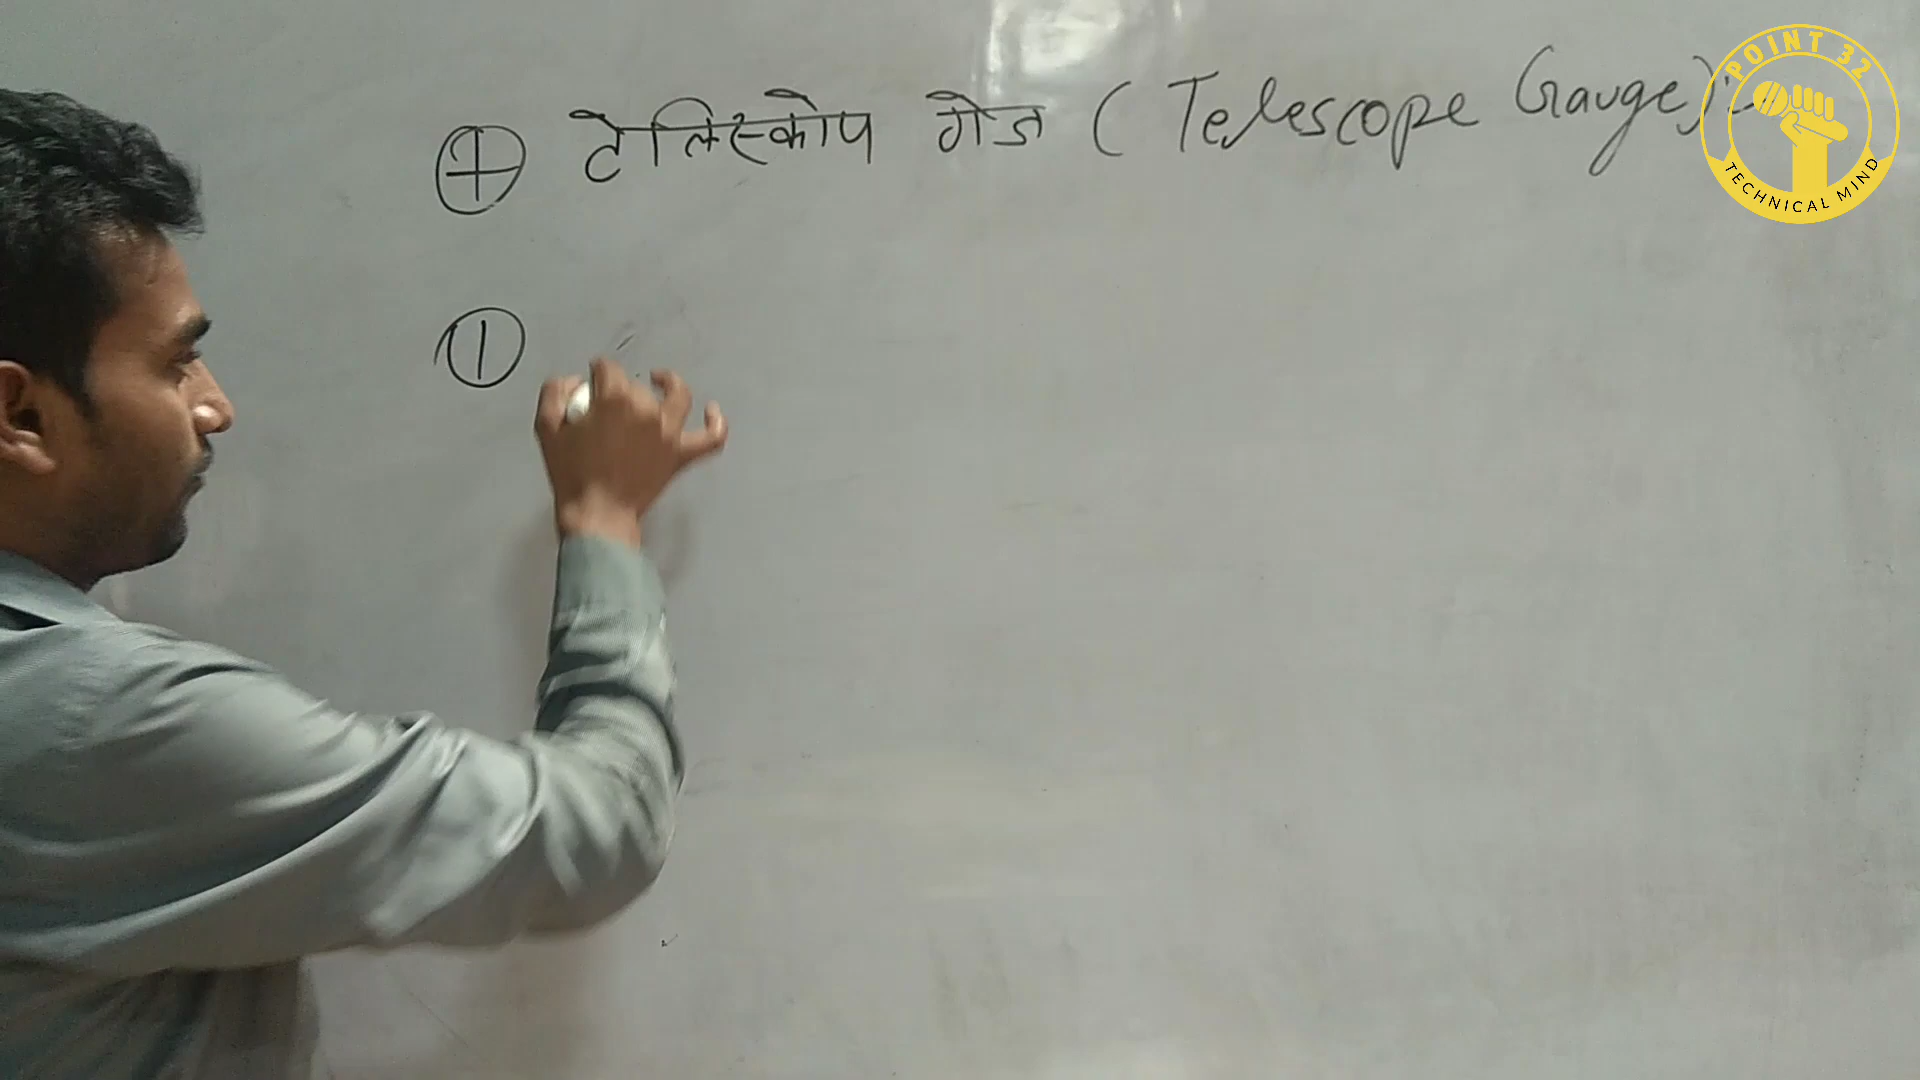 ⊕ टेलिस्कोप गेज ( Telescope Gauge):-
①
POINT 32
TECHNICAL MIND